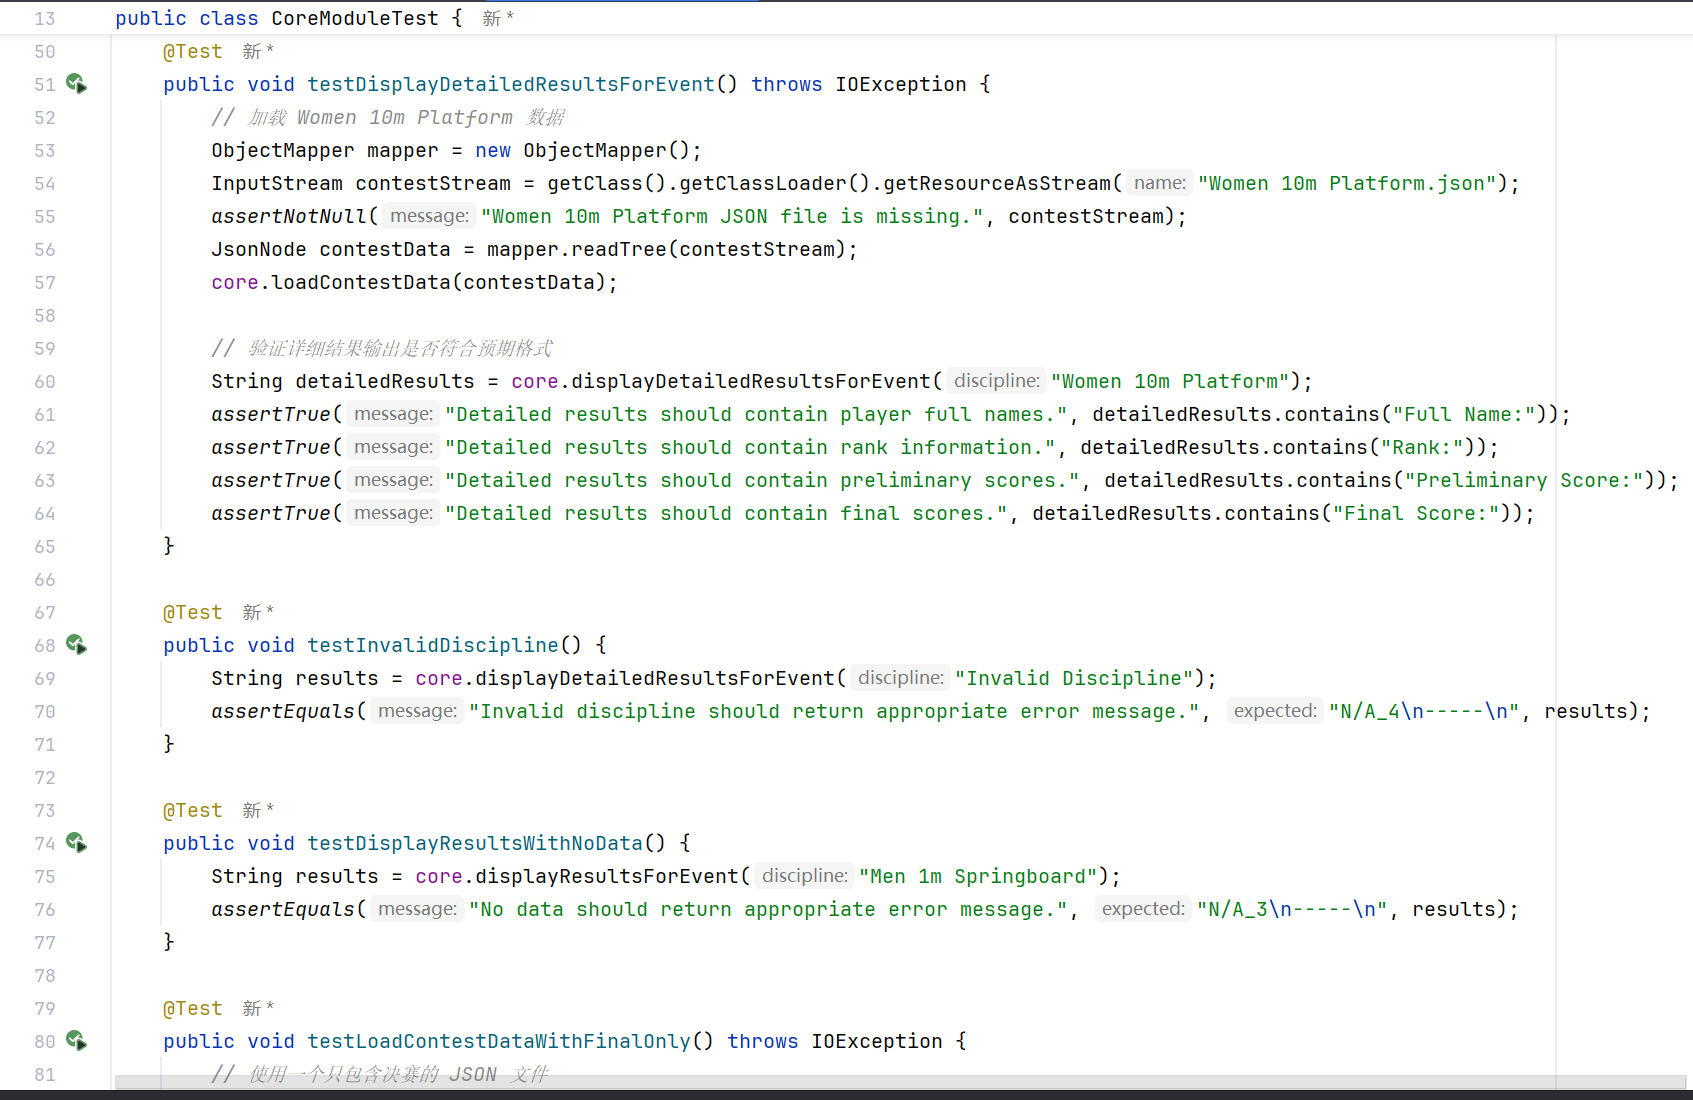 13 public class CoreModuleTest { 新 *
50 @Test 新 *
51 public void testDisplayDetailedResultsForEvent() throws IOException {
52 // 加载 Women 10m Platform 数据
53 ObjectMapper mapper = new ObjectMapper();
54 InputStream contestStream = getClass().getClassLoader().getResourceAsStream( name: "Women 10m Platform.json");
55 assertNotNull( message: "Women 10m Platform JSON file is missing.", contestStream);
56 JsonNode contestData = mapper.readTree(contestStream);
57 core.loadContestData(contestData);
58
59 // 验证详细结果输出是否符合预期格式
60 String detailedResults = core.displayDetailedResultsForEvent( discipline: "Women 10m Platform");
61 assertTrue( message: "Detailed results should contain player full names.", detailedResults.contains("Full Name:"));
62 assertTrue( message: "Detailed results should contain rank information.", detailedResults.contains("Rank:"));
63 assertTrue( message: "Detailed results should contain preliminary scores.", detailedResults.contains("Preliminary Score:"));
64 assertTrue( message: "Detailed results should contain final scores.", detailedResults.contains("Final Score:"));
65 }
66
67 @Test 新 *
68 public void testInvalidDiscipline() {
69 String results = core.displayDetailedResultsForEvent( discipline: "Invalid Discipline");
70 assertEquals( message: "Invalid discipline should return appropriate error message.", expected: "N/A_4\n-----\n", results);
71 }
72
73 @Test 新 *
74 public void testDisplayResultsWithNoData() {
75 String results = core.displayResultsForEvent( discipline: "Men 1m Springboard");
76 assertEquals( message: "No data should return appropriate error message.", expected: "N/A_3\n-----\n", results);
77 }
78
79 @Test 新 *
80 public void testLoadContestDataWithFinalOnly() throws IOException {
81 // 使用一个只包含决赛的 JSON 文件